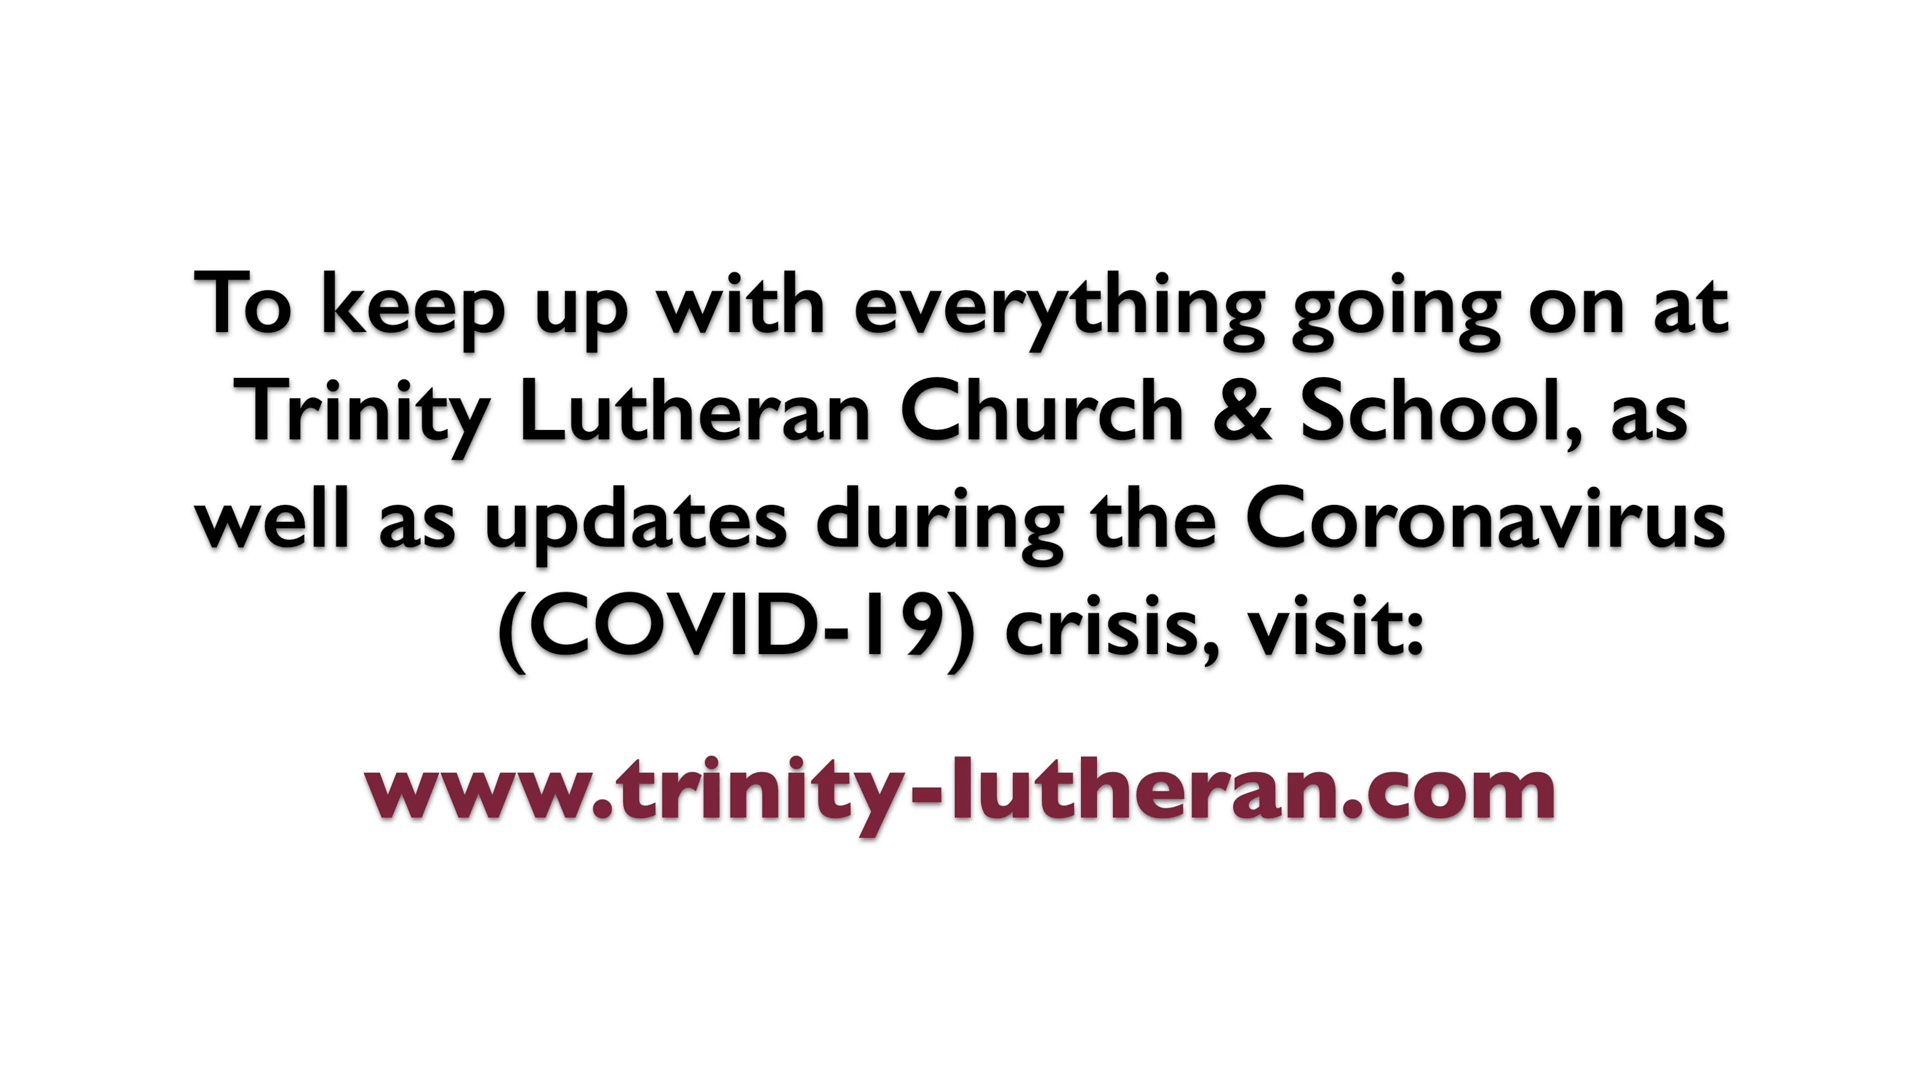 To keep up with everything going on at
Trinity Lutheran Church & School, as
well as updates during the Coronavirus
(COVID-19) crisis, visit:
www.trinity-lutheran.com